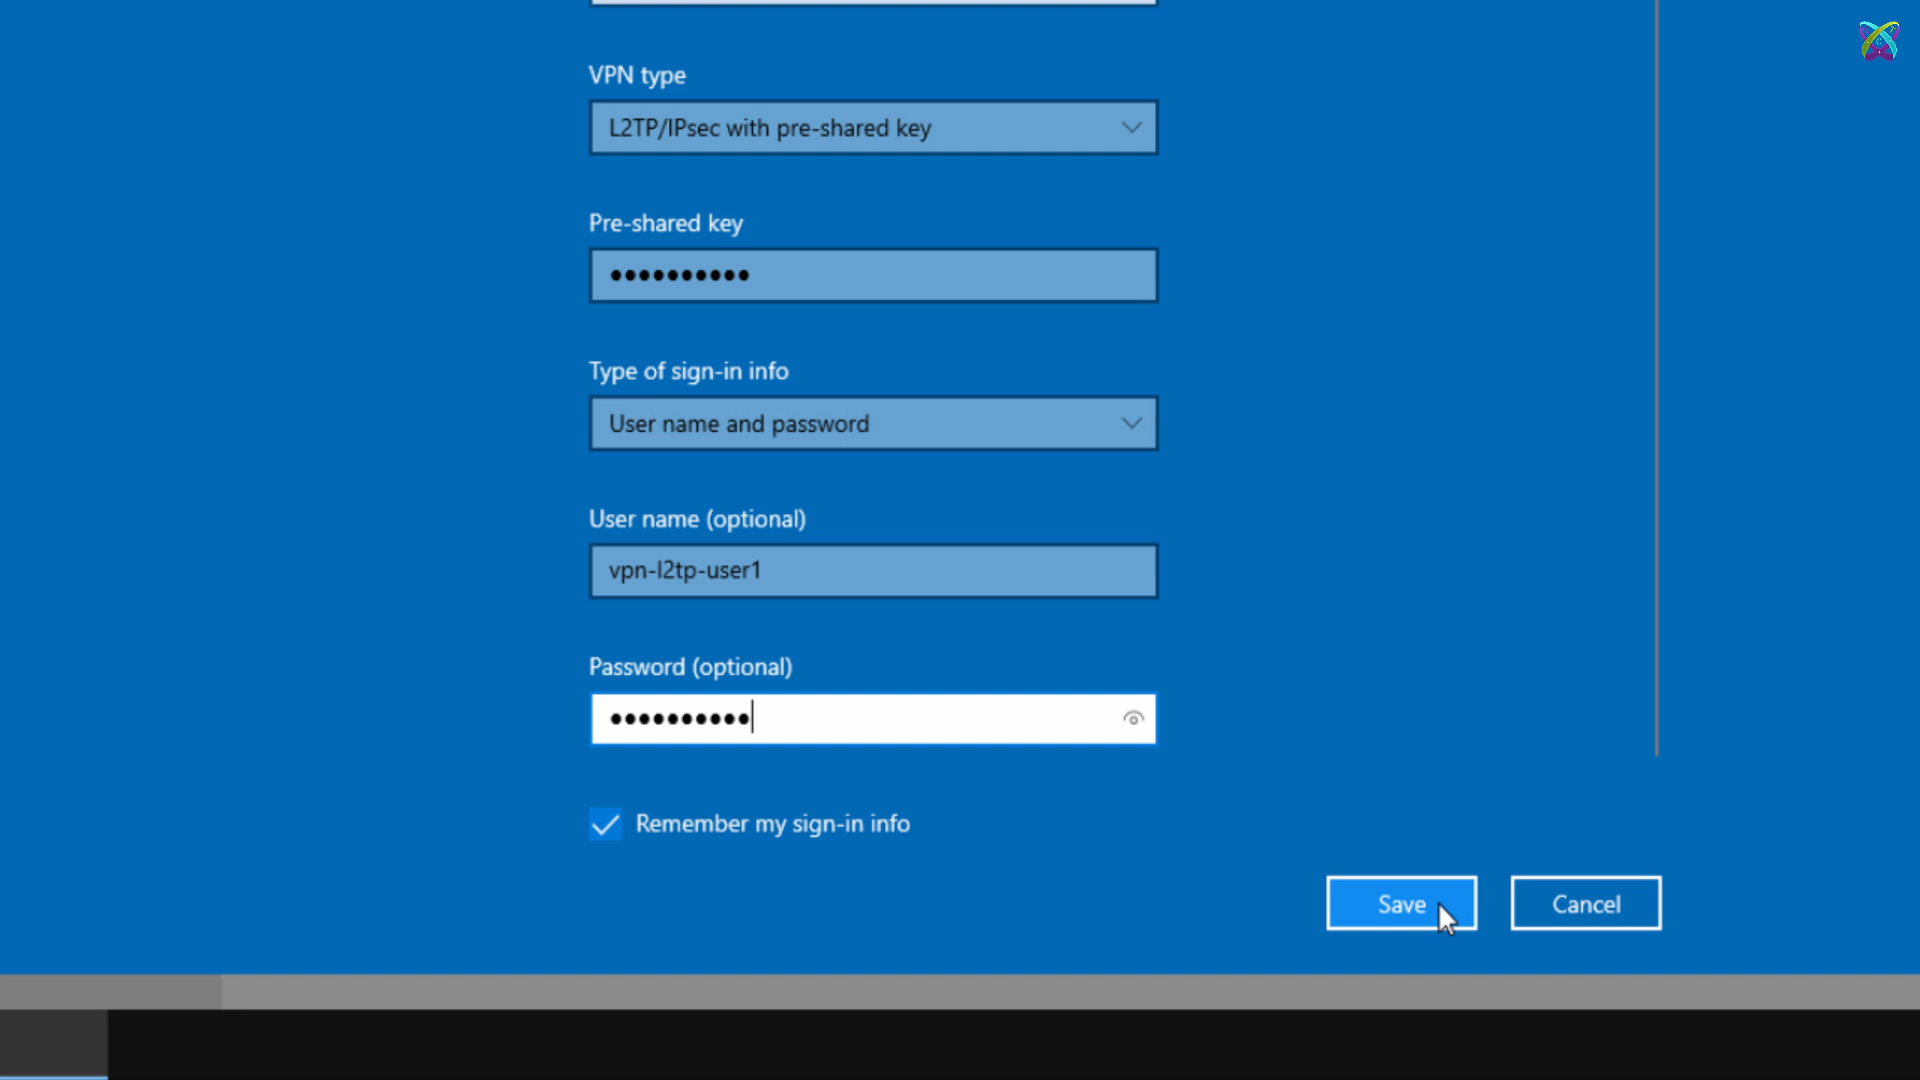 VPN type
L2TP/IPsec with pre-shared key
Pre-shared key
••••••••••
Type of sign-in info
User name and password
User name (optional)
vpn-l2tp-user1
Password (optional)
••••••••••
Remember my sign-in info
Save
Cancel